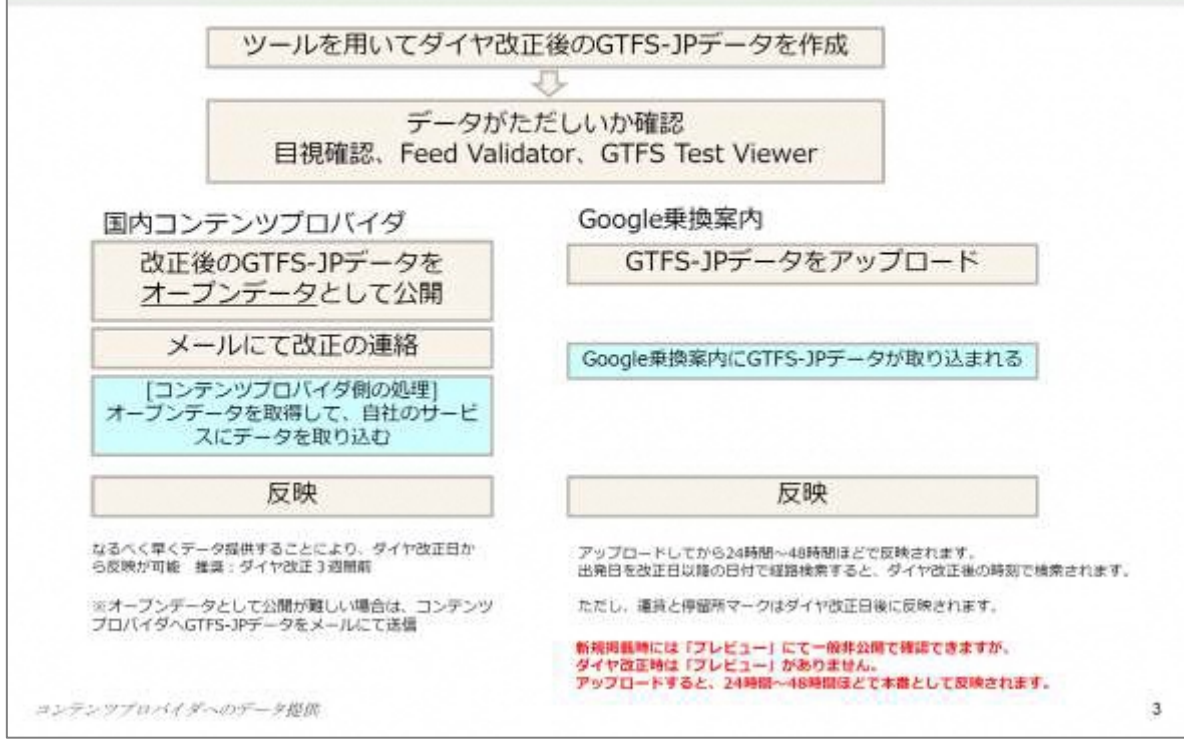 ツールを用いてダイヤ改正後のGTFS-JPデータを作成
データがただしいか確認
目視確認、Feed Validator、GTFS Test Viewer
国内コンテンツプロバイダ
改正後のGTFS-JPデータを
オープンデータとして公開
メールにて改正の連絡
[コンテンツプロバイダ側の処理]
オープンデータを取得して、自社のサービ
スにデータを取り込む
反映
なるべく早くデータ提供することにより、ダイヤ改正日か
ら反映が可能 推奨：ダイヤ改正３週間前
※オープンデータとして公開が難しい場合は、コンテンツ
プロバイダへGTFS-JPデータをメールにて送信
Google乗換案内
GTFS-JPデータをアップロード
Google乗換案内にGTFS-JPデータが取り込まれる
反映
アップロードしてから24時間～48時間ほどで反映されます。
出発日を改正日以降の日付で経路検索すると、ダイヤ改正後の時刻で検索されます。
ただし、運賃と停留所マークはダイヤ改正日後に反映されます。
新規掲載時には「プレビュー」にて一般非公開で確認できますが、
ダイヤ改正時は「プレビュー」がありません。
アップロードすると、24時間～48時間ほどで本番として反映されます。
コンテンツプロバイダへのデータ提供
3